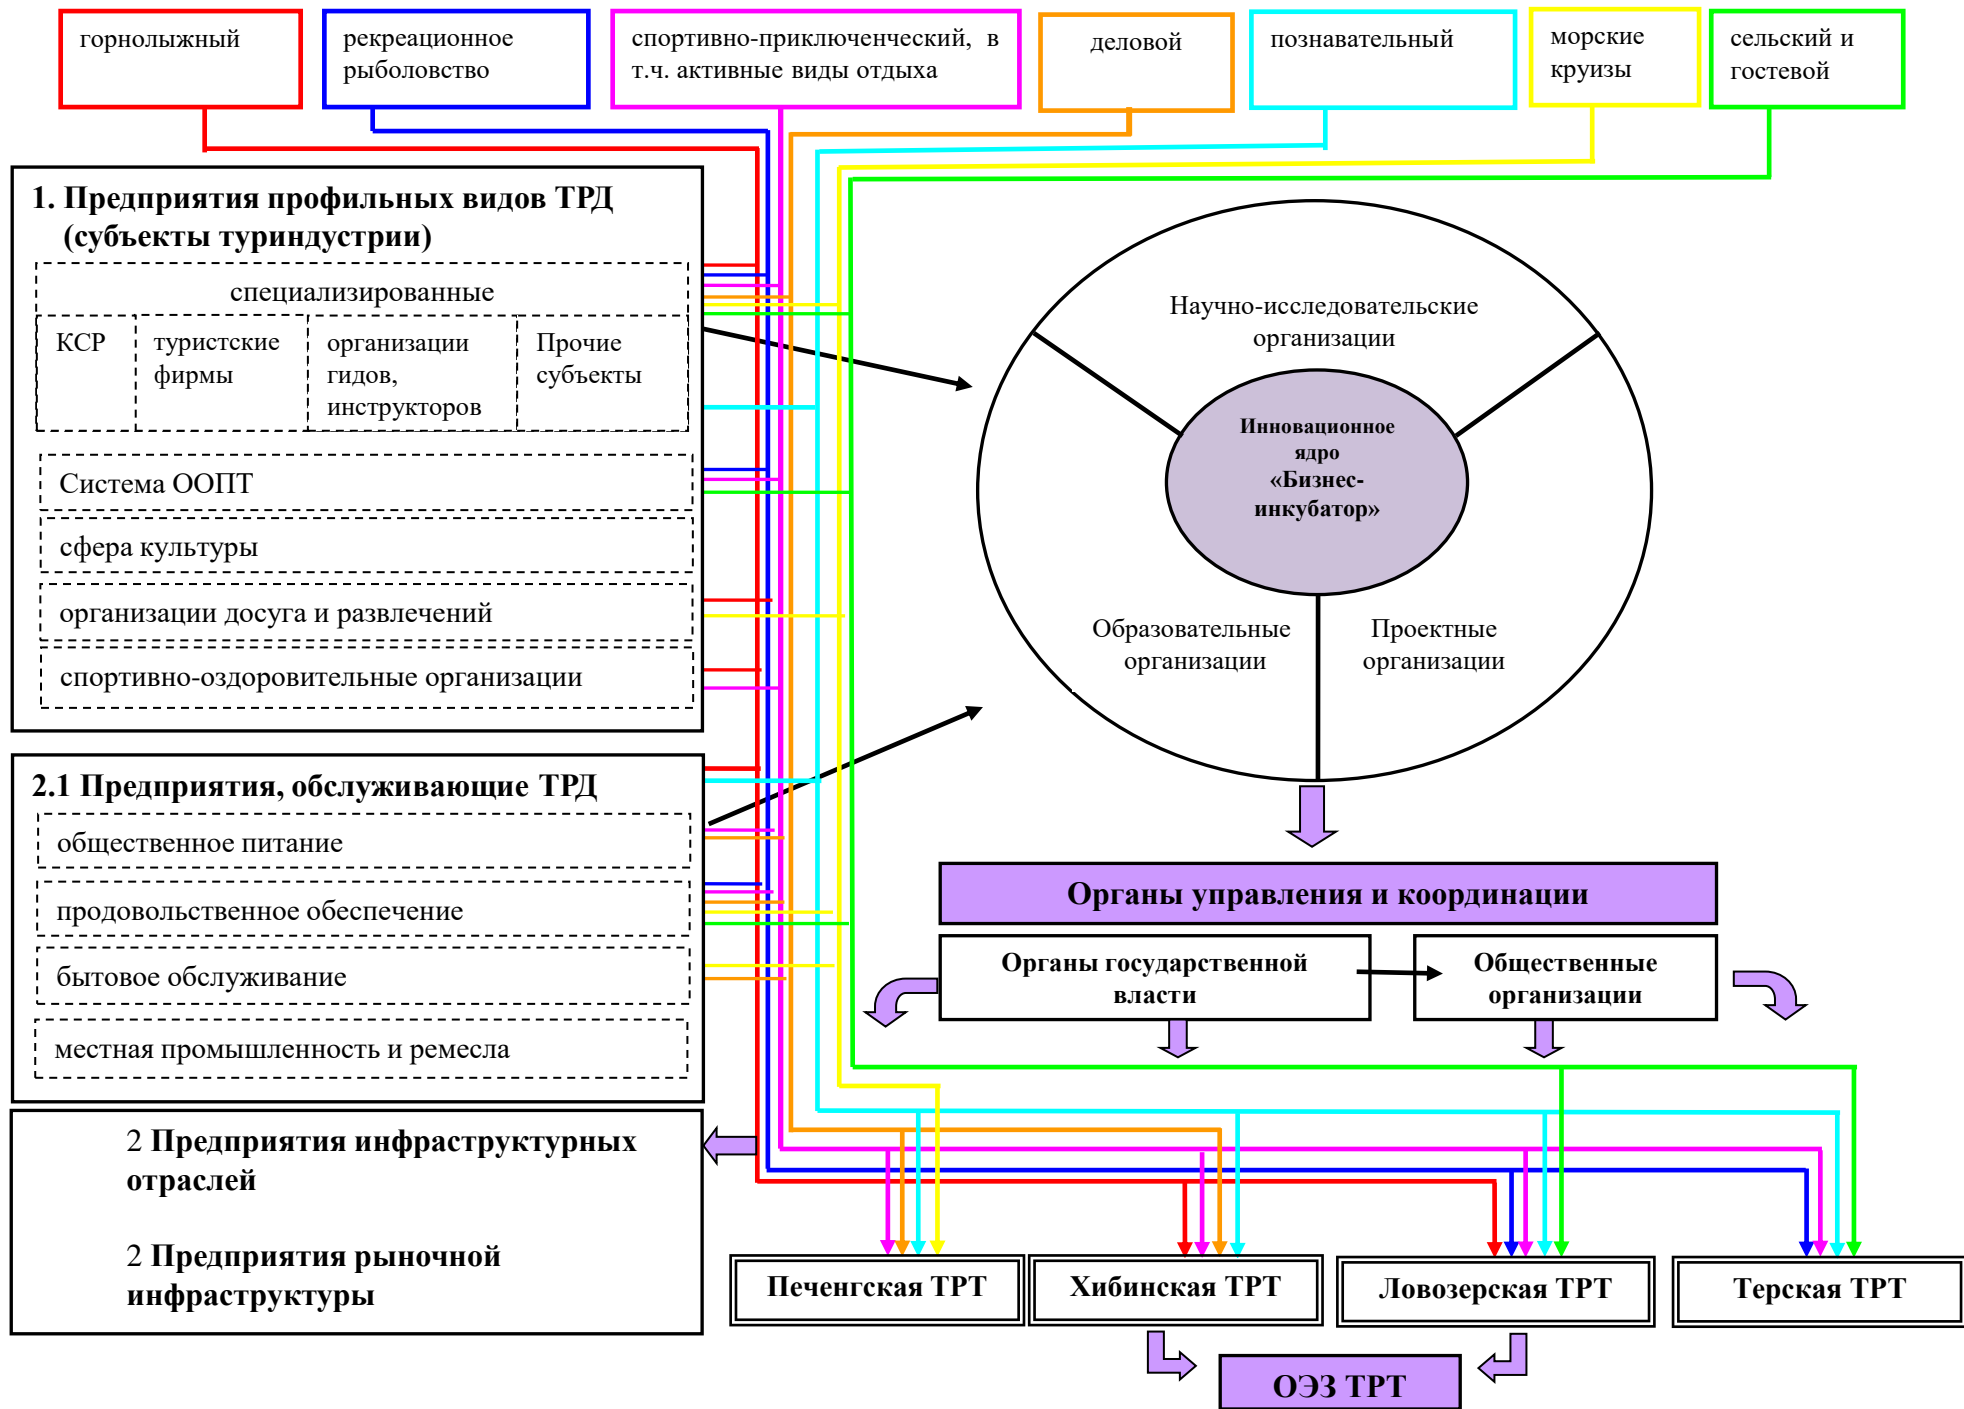 горнолыжный
рекреационное
рыболовство
спортивно-приключенческий, в
т.ч. активные виды отдыха
деловой
познавательный
морские
круизы
сельский и
гостевой
1. Предприятия профильных видов ТРД
(субъекты туриндустрии)
специализированные
КСР
туристские
фирмы
организации
гидов,
инструкторов
Прочие
субъекты
Система ООПТ
сфера культуры
организации досуга и развлечений
спортивно-оздоровительные организации
2.1 Предприятия, обслуживающие ТРД
общественное питание
продовольственное обеспечение
бытовое обслуживание
местная промышленность и ремесла
2 Предприятия инфраструктурных
отраслей
2 Предприятия рыночной
инфраструктуры
Научно-исследовательские
организации
Инновационное
ядро
«Бизнес-
инкубатор»
Образовательные
организации
Проектные
организации
Органы управления и координации
Органы государственной
власти
Общественные
организации
Печенгская ТРТ
Хибинская ТРТ
Ловозерская ТРТ
Терская ТРТ
ОЭЗ ТРТ